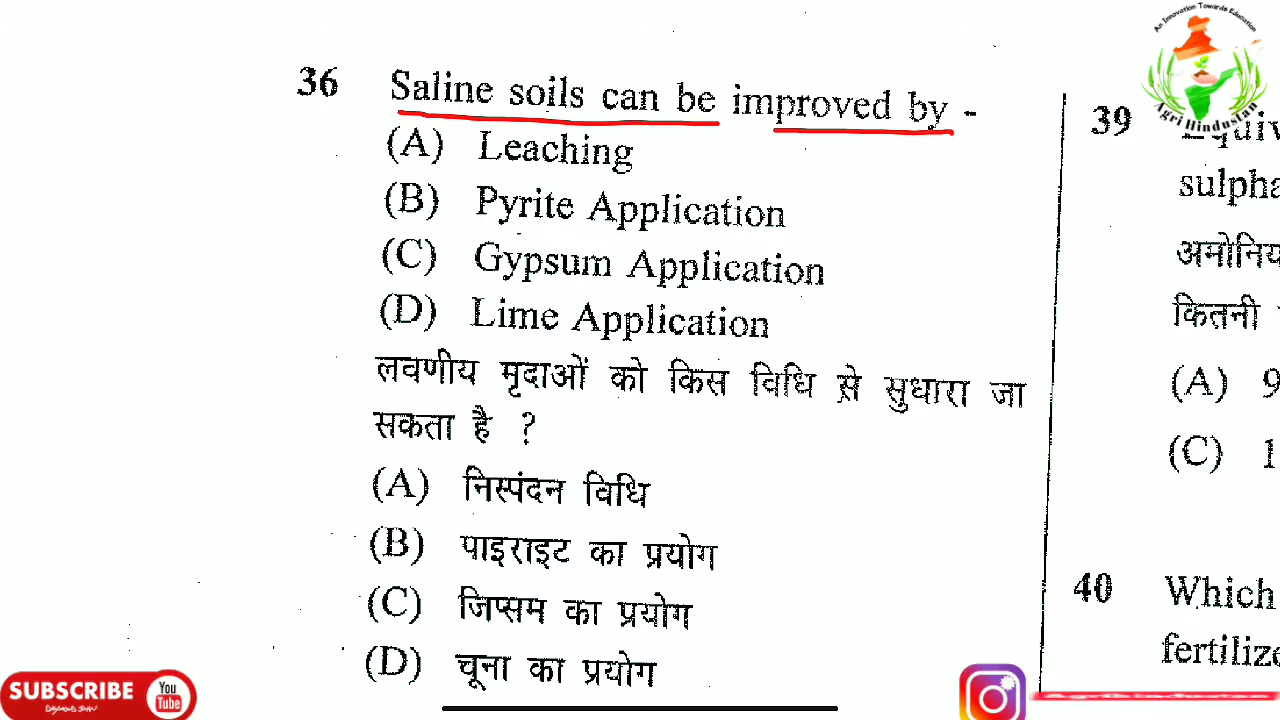 An Innovation Towards Education
Agri Hindustan
36 Saline soils can be improved by -
(A) Leaching
(B) Pyrite Application
(C) Gypsum Application
(D) Lime Application
लवणीय मृदाओं को किस विधि से सुधारा जा
सकता है ?
(A) निस्पंदन विधि
(B) पाइराइट का प्रयोग
(C) जिप्सम का प्रयोग
(D) चूना का प्रयोग
39
अमोनिय
कितनी
(A) 9
(C) 1
40 Which
SUBSCRIBE
You
Tube